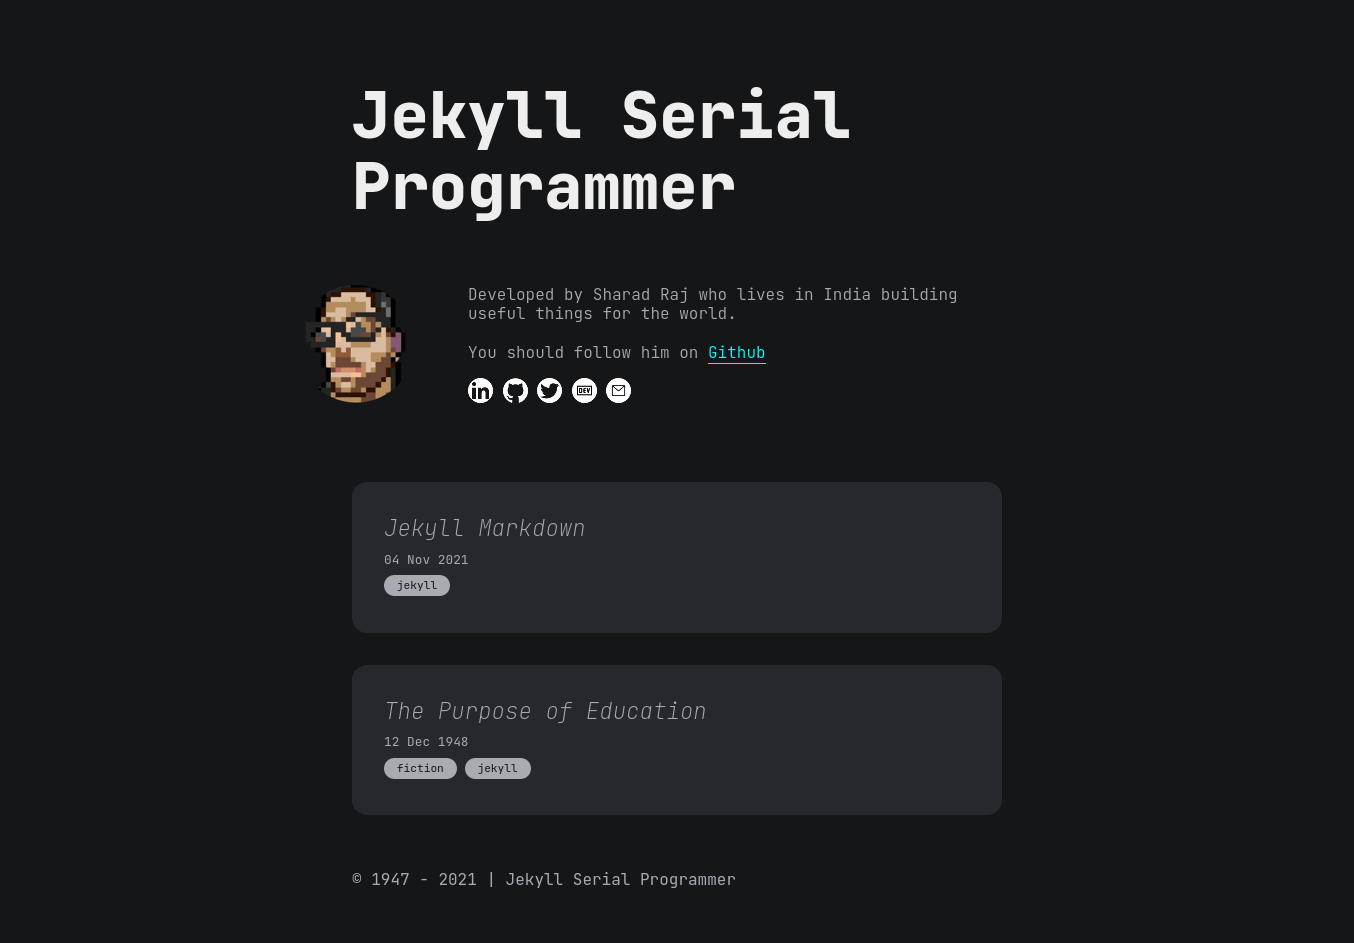 Jekyll Serial
Programmer
Developed by Sharad Raj who lives in India building
useful things for the world.
You should follow him on Github
in
DEV
Jekyll Markdown
04 Nov 2021
jekyll
The Purpose of Education
12 Dec 1948
fiction jekyll
© 1947 - 2021 | Jekyll Serial Programmer